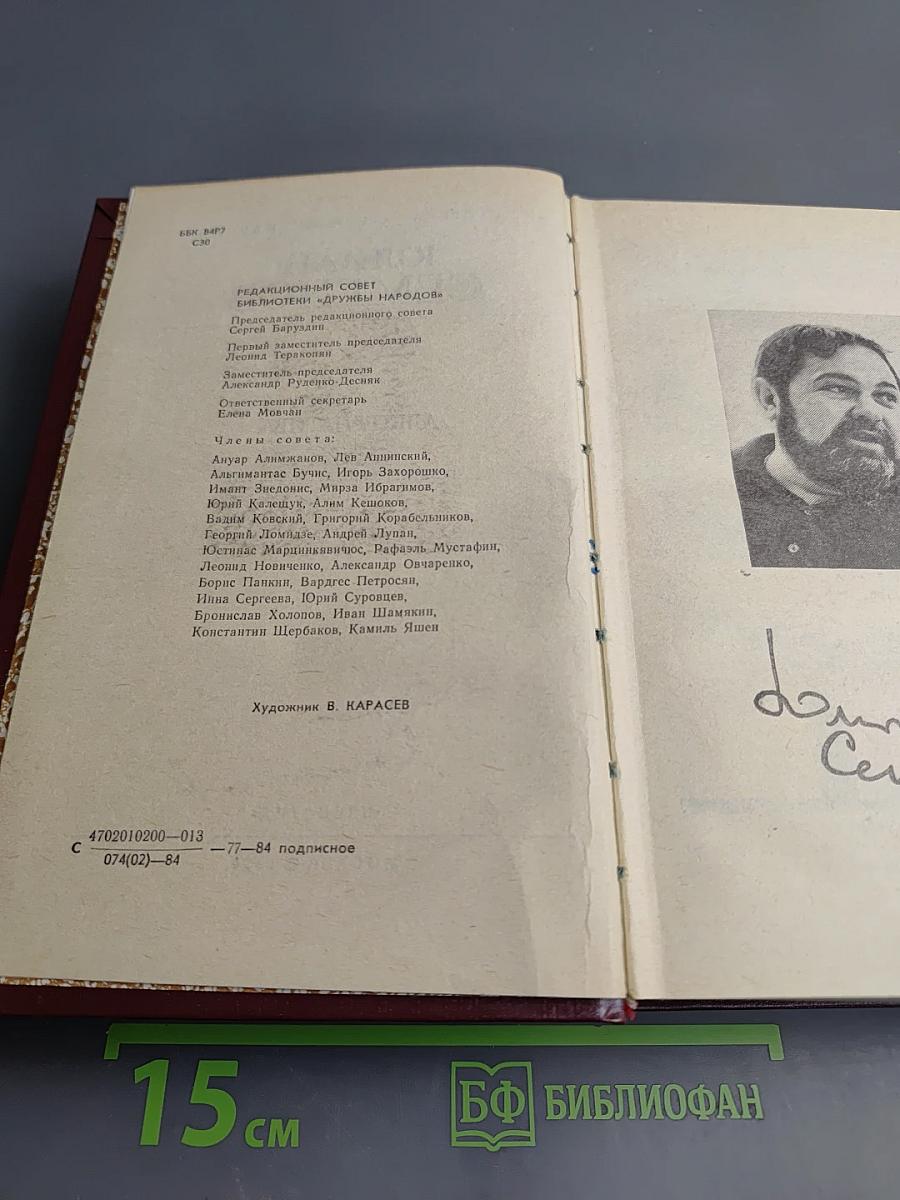 ББК 84Р7
С30
РЕДАКЦИОННЫЙ СОВЕТ
БИБЛИОТЕКИ «ДРУЖБЫ НАРОДОВ»
Председатель редакционного совета
Сергей Баруздин
Первый заместитель председателя
Леонид Теракопян
Заместитель председателя
Александр Руденко-Десняк
Ответственный секретарь
Елена Мовчан
Члены совета:
Ануар Алимжанов, Лев Аннинский,
Альгимантас Бучис, Игорь Захорошко,
Имант Зиедонис, Мирза Ибрагимов,
Юрий Калещук, Алим Кешоков,
Вадим Ковский, Григорий Корабельников,
Георгий Ломидзе, Андрей Лупан,
Юстинас Марцинкявичюс, Рафаэль Мустафин,
Леонид Новиченко, Александр Овчаренко,
Борис Панкин, Вардгес Петросян,
Инна Сергеева, Юрий Суровцев,
Бронислав Холопов, Иван Шамякин,
Константин Щербаков, Камиль Яшен
Художник В. КАРАСЕВ
С 4702010200—013
074(02)—84 —77—84 подписное
15 см
БФ БИБЛИОФАН